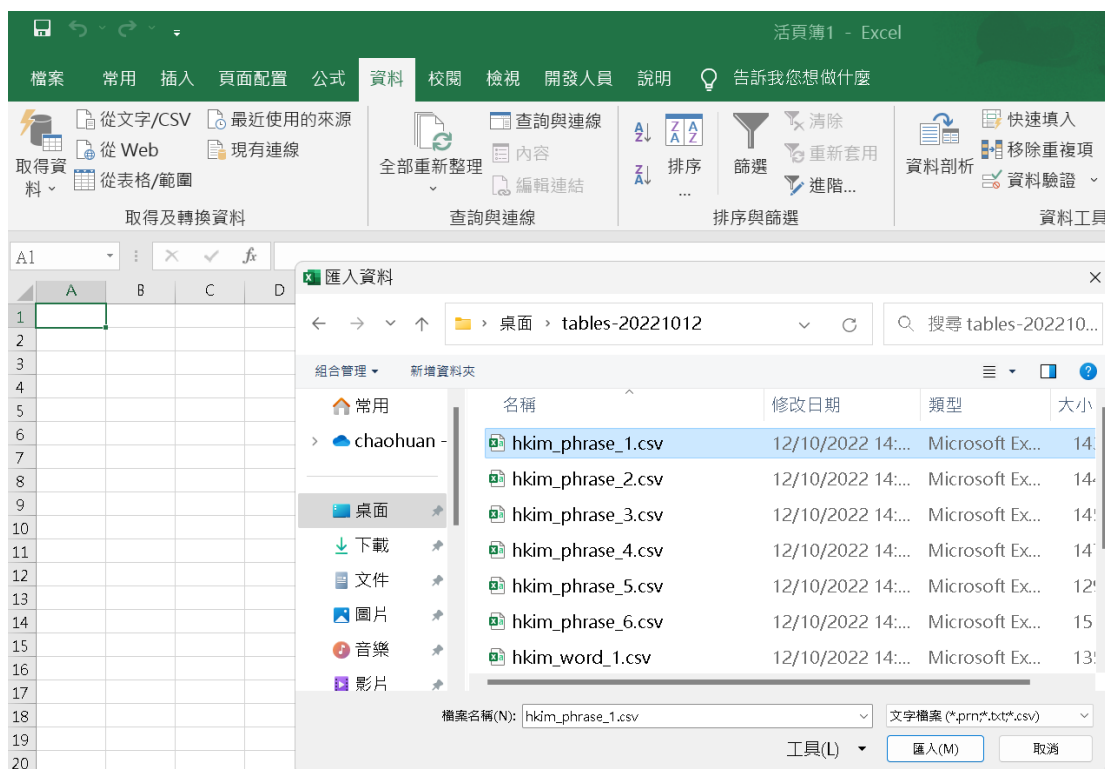 活頁簿1 - Excel
檔案 常用 插入 頁面配置 公式 資料 校閱 檢視 開發人員 說明 告訴我您想做什麼
從文字/CSV 最近使用的來源 查詢與連線 清除 快速填入
從 Web 現有連線 內容 重新套用 移除重複項
取得資料 從表格/範圍 全部重新整理 編輯連結 排序... 篩選 進階... 資料剖析 資料驗證
取得及轉換資料 查詢與連線 排序與篩選 資料工具
A1 fx
匯入資料
A B C D
1
2
3
4
5
6
7
8
9
10
11
12
13
14
15
16
17
18
19
20
桌面 › tables-20221012 搜尋 tables-202210...
組合管理 新增資料夾
常用
chaohuan -
桌面
下載
文件
圖片
音樂
影片
名稱 修改日期 類型 大小
hkim_phrase_1.csv 12/10/2022 14:... Microsoft Ex... 14
hkim_phrase_2.csv 12/10/2022 14:... Microsoft Ex... 14
hkim_phrase_3.csv 12/10/2022 14:... Microsoft Ex... 14
hkim_phrase_4.csv 12/10/2022 14:... Microsoft Ex... 14
hkim_phrase_5.csv 12/10/2022 14:... Microsoft Ex... 12
hkim_phrase_6.csv 12/10/2022 14:... Microsoft Ex... 15
hkim_word_1.csv 12/10/2022 14:... Microsoft Ex... 13
檔案名稱(N): hkim_phrase_1.csv 文字檔案 (*.prn;*.txt;*.csv)
工具(L) 匯入(M) 取消